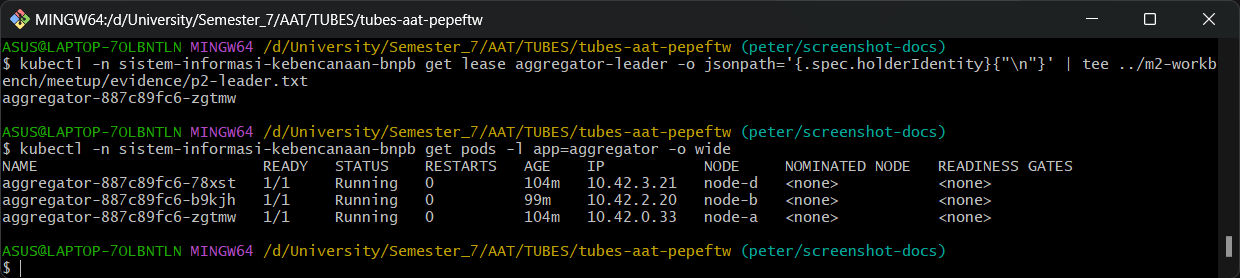 MINGW64:/d/University/Semester_7/AAT/TUBES/tubes-aat-pepeftw
ASUS@LAPTOP-7OLBNTLN MINGW64 /d/University/Semester_7/AAT/TUBES/tubes-aat-pepeftw (peter/screenshot-docs)
$ kubectl -n sistem-informasi-kebencanaan-bnpb get lease aggregator-leader -o jsonpath='{.spec.holderIdentity}{"\n"}' | tee ../m2-workb
ench/meetup/evidence/p2-leader.txt
aggregator-887c89fc6-zgtmw
ASUS@LAPTOP-7OLBNTLN MINGW64 /d/University/Semester_7/AAT/TUBES/tubes-aat-pepeftw (peter/screenshot-docs)
$ kubectl -n sistem-informasi-kebencanaan-bnpb get pods -l app=aggregator -o wide
NAME READY STATUS RESTARTS AGE IP NODE NOMINATED NODE READINESS GATES
aggregator-887c89fc6-78xst 1/1 Running 0 104m 10.42.3.21 node-d <none> <none>
aggregator-887c89fc6-b9kjh 1/1 Running 0 99m 10.42.2.20 node-b <none> <none>
aggregator-887c89fc6-zgtmw 1/1 Running 0 104m 10.42.0.33 node-a <none> <none>
ASUS@LAPTOP-7OLBNTLN MINGW64 /d/University/Semester_7/AAT/TUBES/tubes-aat-pepeftw (peter/screenshot-docs)
$